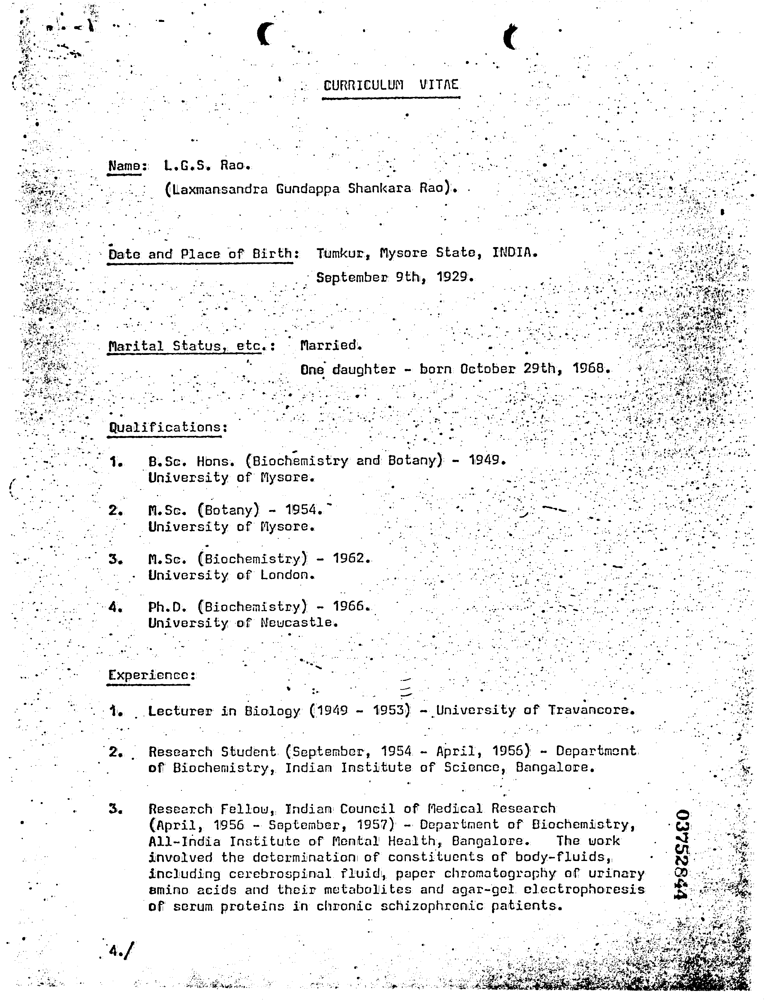 CURRICULUM VITAE
Name: L.G.S. Rao.
(Laxmansandra Gundappa Shankara Rao).
Date and Place of Birth: Tumkur, Mysore State, INDIA.
September 9th, 1929.
Marital Status, etc.: Married.
One daughter - born October 29th, 1968.
Qualifications:
1. B.Sc. Hons. (Biochemistry and Botany) - 1949.
University of Mysore.
2. M.Sc. (Botany) - 1954.
University of Mysore.
3. M.Sc. (Biochemistry) - 1962.
University of London.
4. Ph.D. (Biochemistry) - 1966.
University of Newcastle.
Experience:
1. Lecturer in Biology (1949 - 1953) - University of Travancore.
2. Research Student (September, 1954 - April, 1956) - Department
of Biochemistry, Indian Institute of Science, Bangalore.
3. Research Fellow, Indian Council of Medical Research
(April, 1956 - September, 1957) - Department of Biochemistry,
All-India Institute of Mental Health, Bangalore. The work
involved the determination of constituents of body-fluids,
including cerebrospinal fluid, paper chromatography of urinary
amino acids and their metabolites and agar-gel electrophoresis
of serum proteins in chronic schizophrenic patients.
4./
03752844